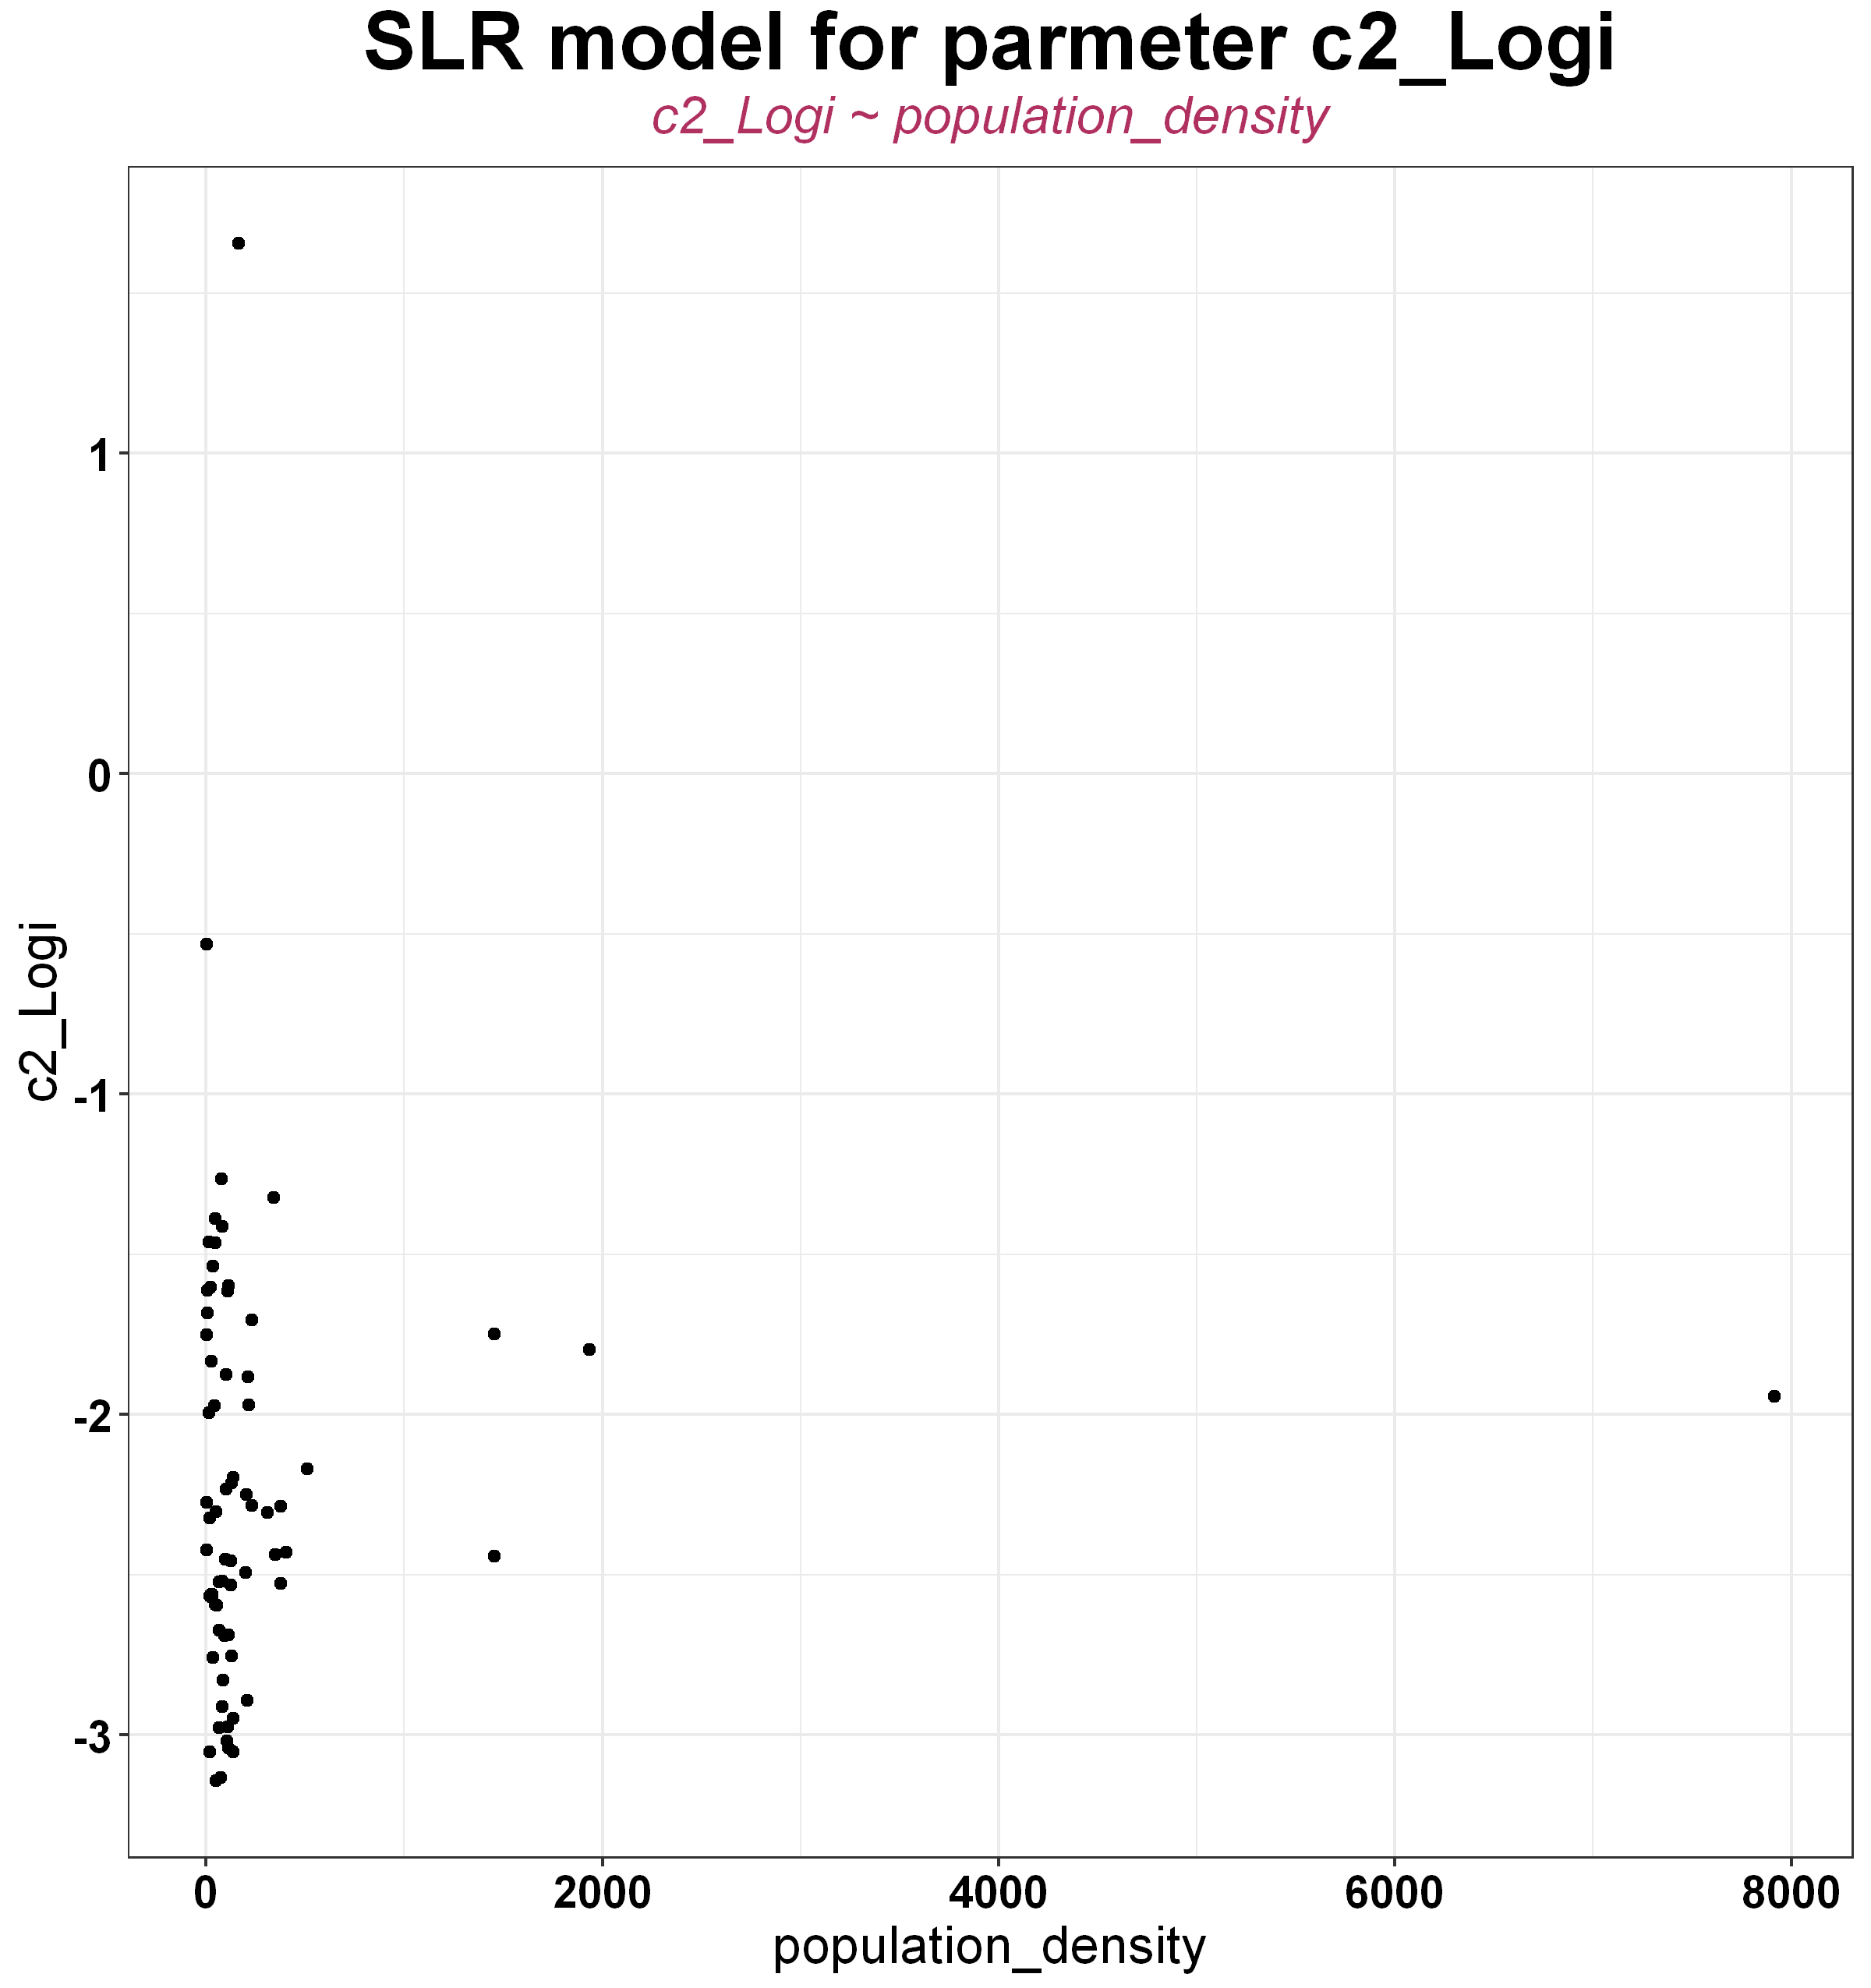 SLR model for parmeter c2_Logi
c2_Logi ~ population_density
1
0
-1
-2
-3
c2_Logi
0 2000 4000 6000 8000
population_density